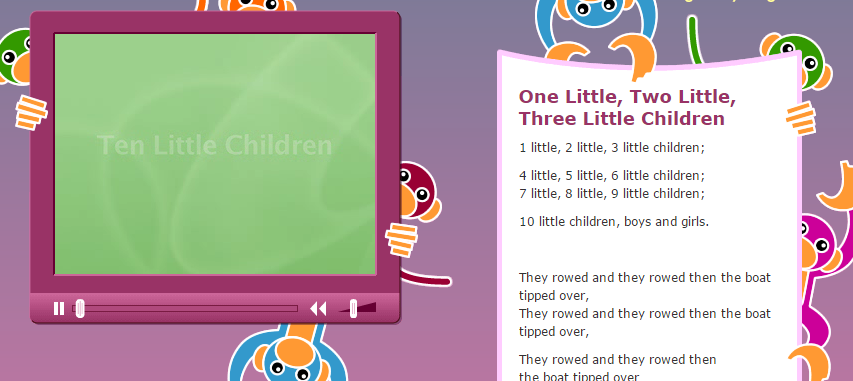 Ten Little Children
One Little, Two Little,
Three Little Children
1 little, 2 little, 3 little children;
4 little, 5 little, 6 little children;
7 little, 8 little, 9 little children;
10 little children, boys and girls.
They rowed and they rowed then the boat
tipped over,
They rowed and they rowed then the boat
tipped over,
They rowed and they rowed then
the boat tipped over